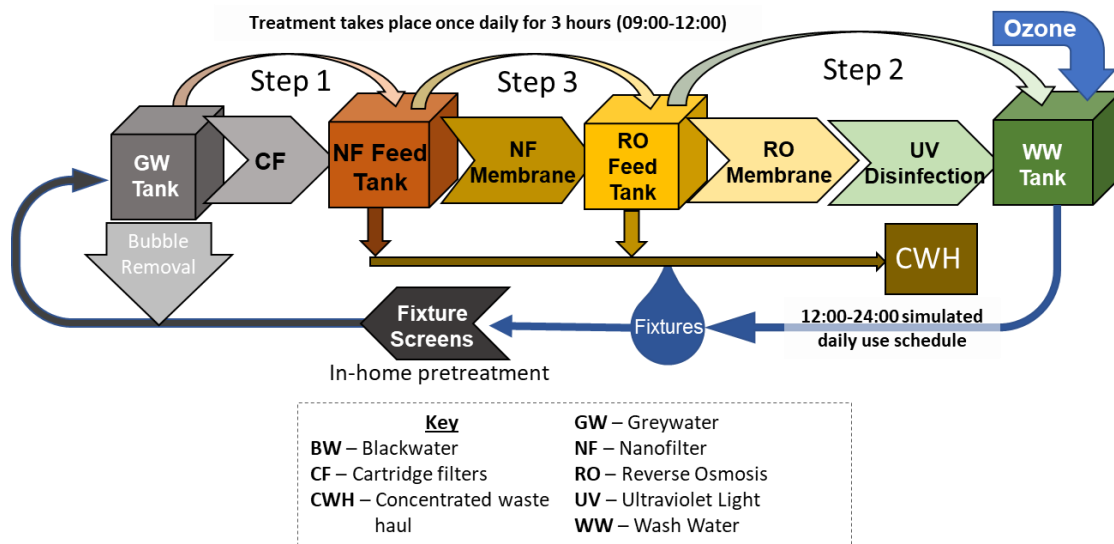 Treatment takes place once daily for 3 hours (09:00-12:00)
Ozone
Step 1
Step 3
Step 2
GW
Tank
CF
NF Feed
Tank
NF
Membrane
RO
Feed
Tank
RO
Membrane
UV
Disinfection
WW
Tank
Bubble
Removal
CWH
Fixture
Screens
Fixtures
12:00-24:00 simulated
daily use schedule
In-home pretreatment
Key
BW – Blackwater
CF – Cartridge filters
CWH – Concentrated waste
haul
GW – Greywater
NF – Nanofilter
RO – Reverse Osmosis
UV – Ultraviolet Light
WW – Wash Water